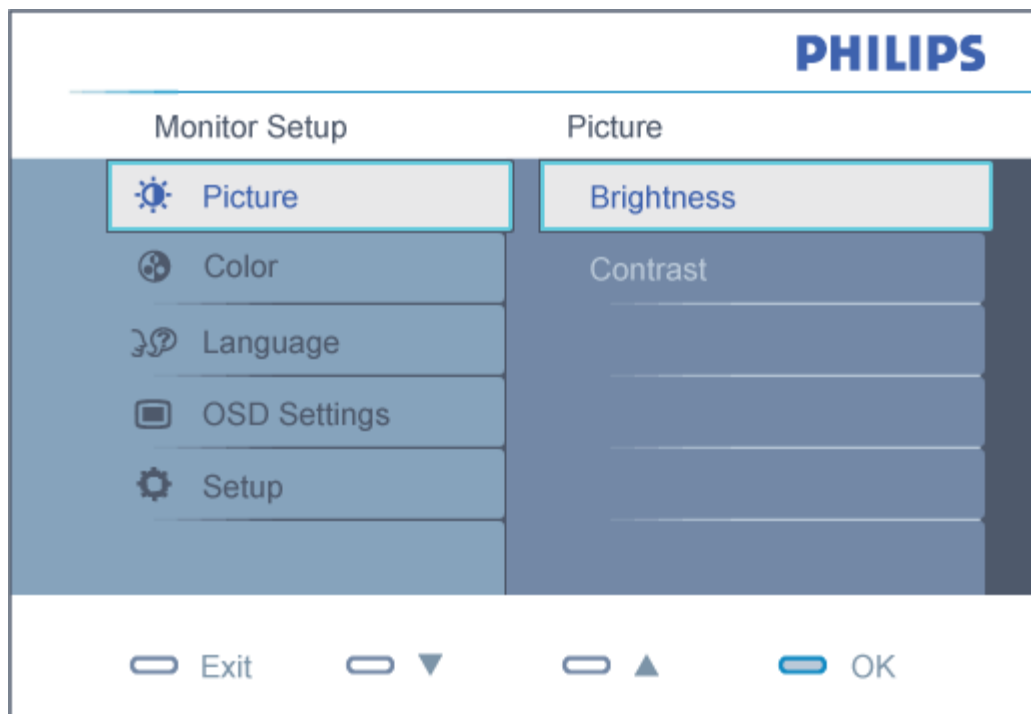 PHILIPS
Monitor Setup
Picture
Picture
Brightness
Color
Contrast
Language
OSD Settings
Setup
Exit ▼ ▲ OK